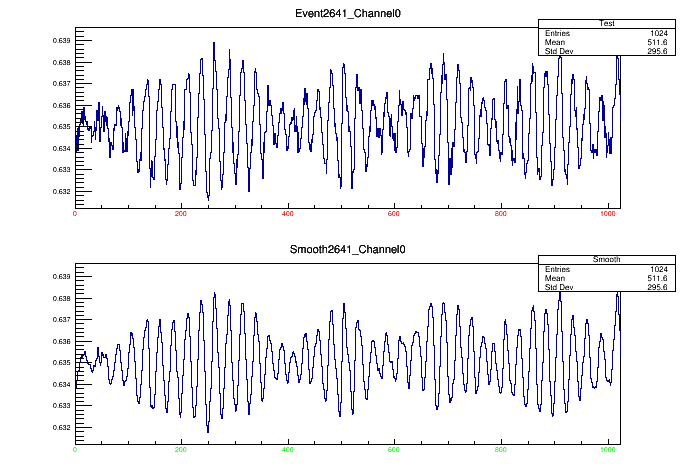 Event2641_Channel0
Test
Entries 1024
Mean 511.6
Std Dev 295.6
0.639
0.638
0.637
0.636
0.635
0.634
0.633
0.632
0 200 400 600 800 1000
Smooth2641_Channel0
Smooth
Entries 1024
Mean 511.6
Std Dev 295.6
0.639
0.638
0.637
0.636
0.635
0.634
0.633
0.632
0 200 400 600 800 1000